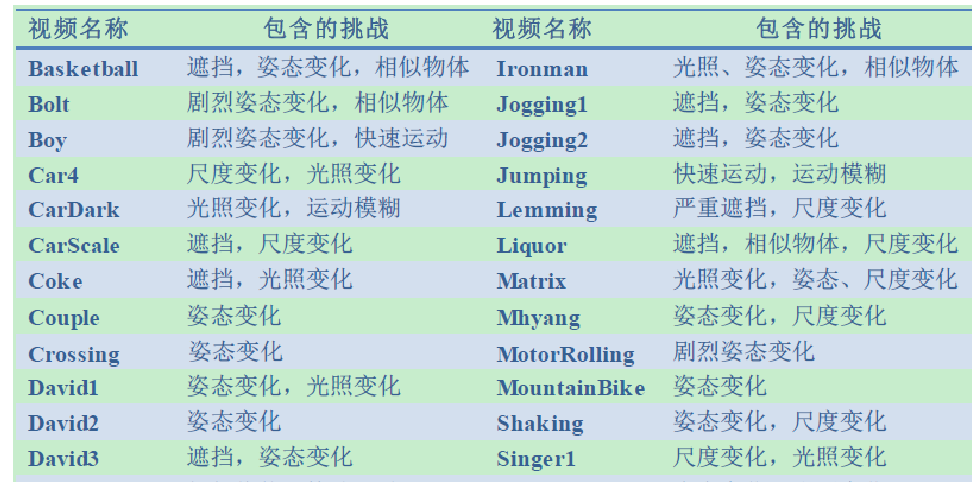 视频名称 包含的挑战 视频名称 包含的挑战
Basketball 遮挡，姿态变化，相似物体 Ironman 光照、姿态变化，相似物体
Bolt 剧烈姿态变化，相似物体 Jogging1 遮挡，姿态变化
Boy 剧烈姿态变化，快速运动 Jogging2 遮挡，姿态变化
Car4 尺度变化，光照变化 Jumping 快速运动，运动模糊
CarDark 光照变化，运动模糊 Lemming 严重遮挡，尺度变化
CarScale 遮挡，尺度变化 Liquor 遮挡，相似物体，尺度变化
Coke 遮挡，光照变化 Matrix 光照变化，姿态、尺度变化
Couple 姿态变化 Mhyang 姿态变化，尺度变化
Crossing 姿态变化 MotorRolling 剧烈姿态变化
David1 姿态变化，光照变化 MountainBike 姿态变化
David2 姿态变化 Shaking 姿态变化，尺度变化
David3 遮挡，姿态变化 Singer1 尺度变化，光照变化